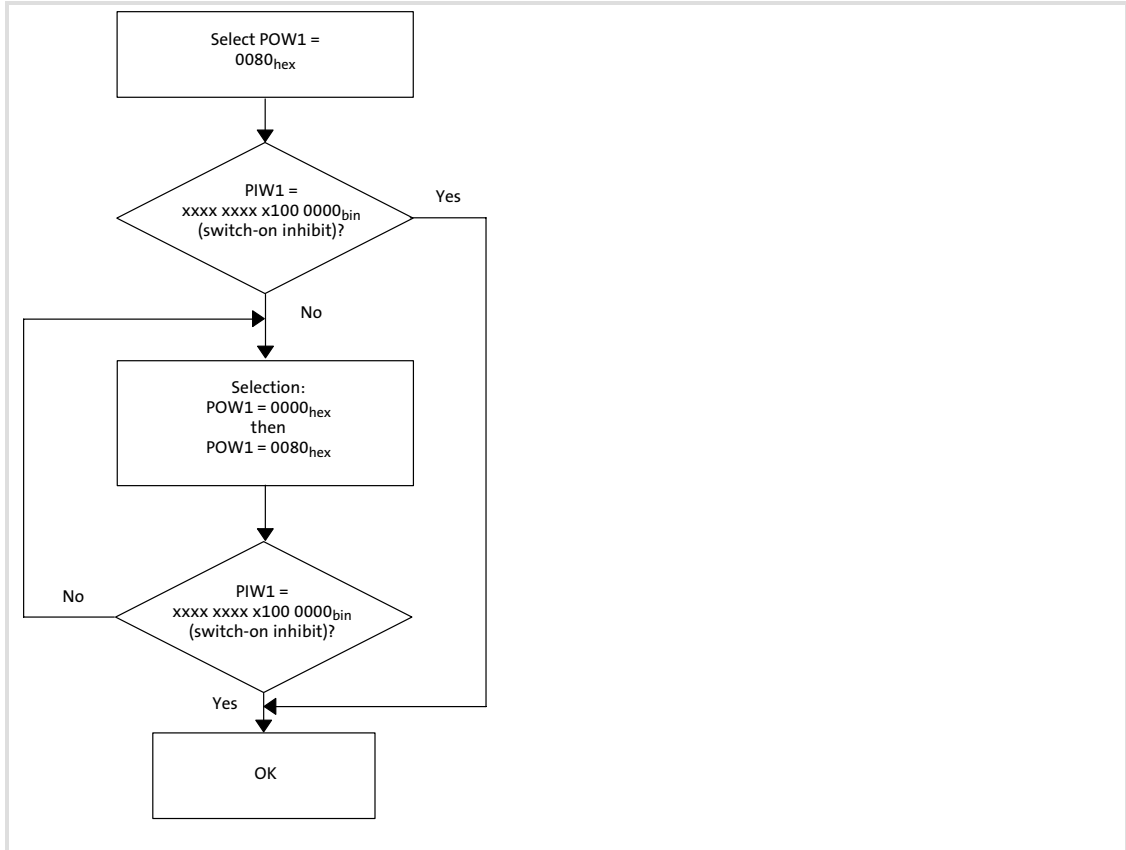 Select POW1 =
0080hex
PIW1 =
xxxx xxxx x100 0000bin
(switch-on inhibit)?
Yes
No
Selection:
POW1 = 0000hex
then
POW1 = 0080hex
PIW1 =
xxxx xxxx x100 0000bin
(switch-on inhibit)?
No
Yes
OK